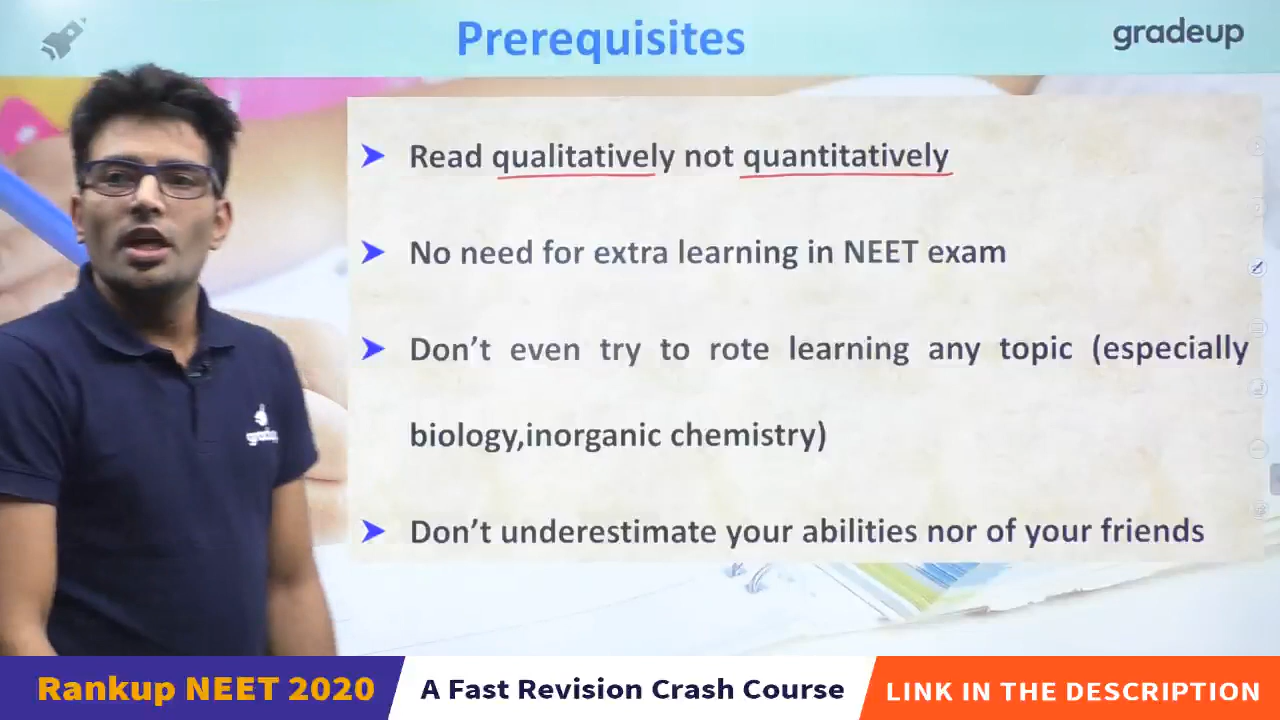 Prerequisites
gradeup
Read qualitatively not quantitatively
No need for extra learning in NEET exam
Don't even try to rote learning any topic (especially
biology,inorganic chemistry)
Don't underestimate your abilities nor of your friends
gradeup
Rankup NEET 2020
A Fast Revision Crash Course
LINK IN THE DESCRIPTION